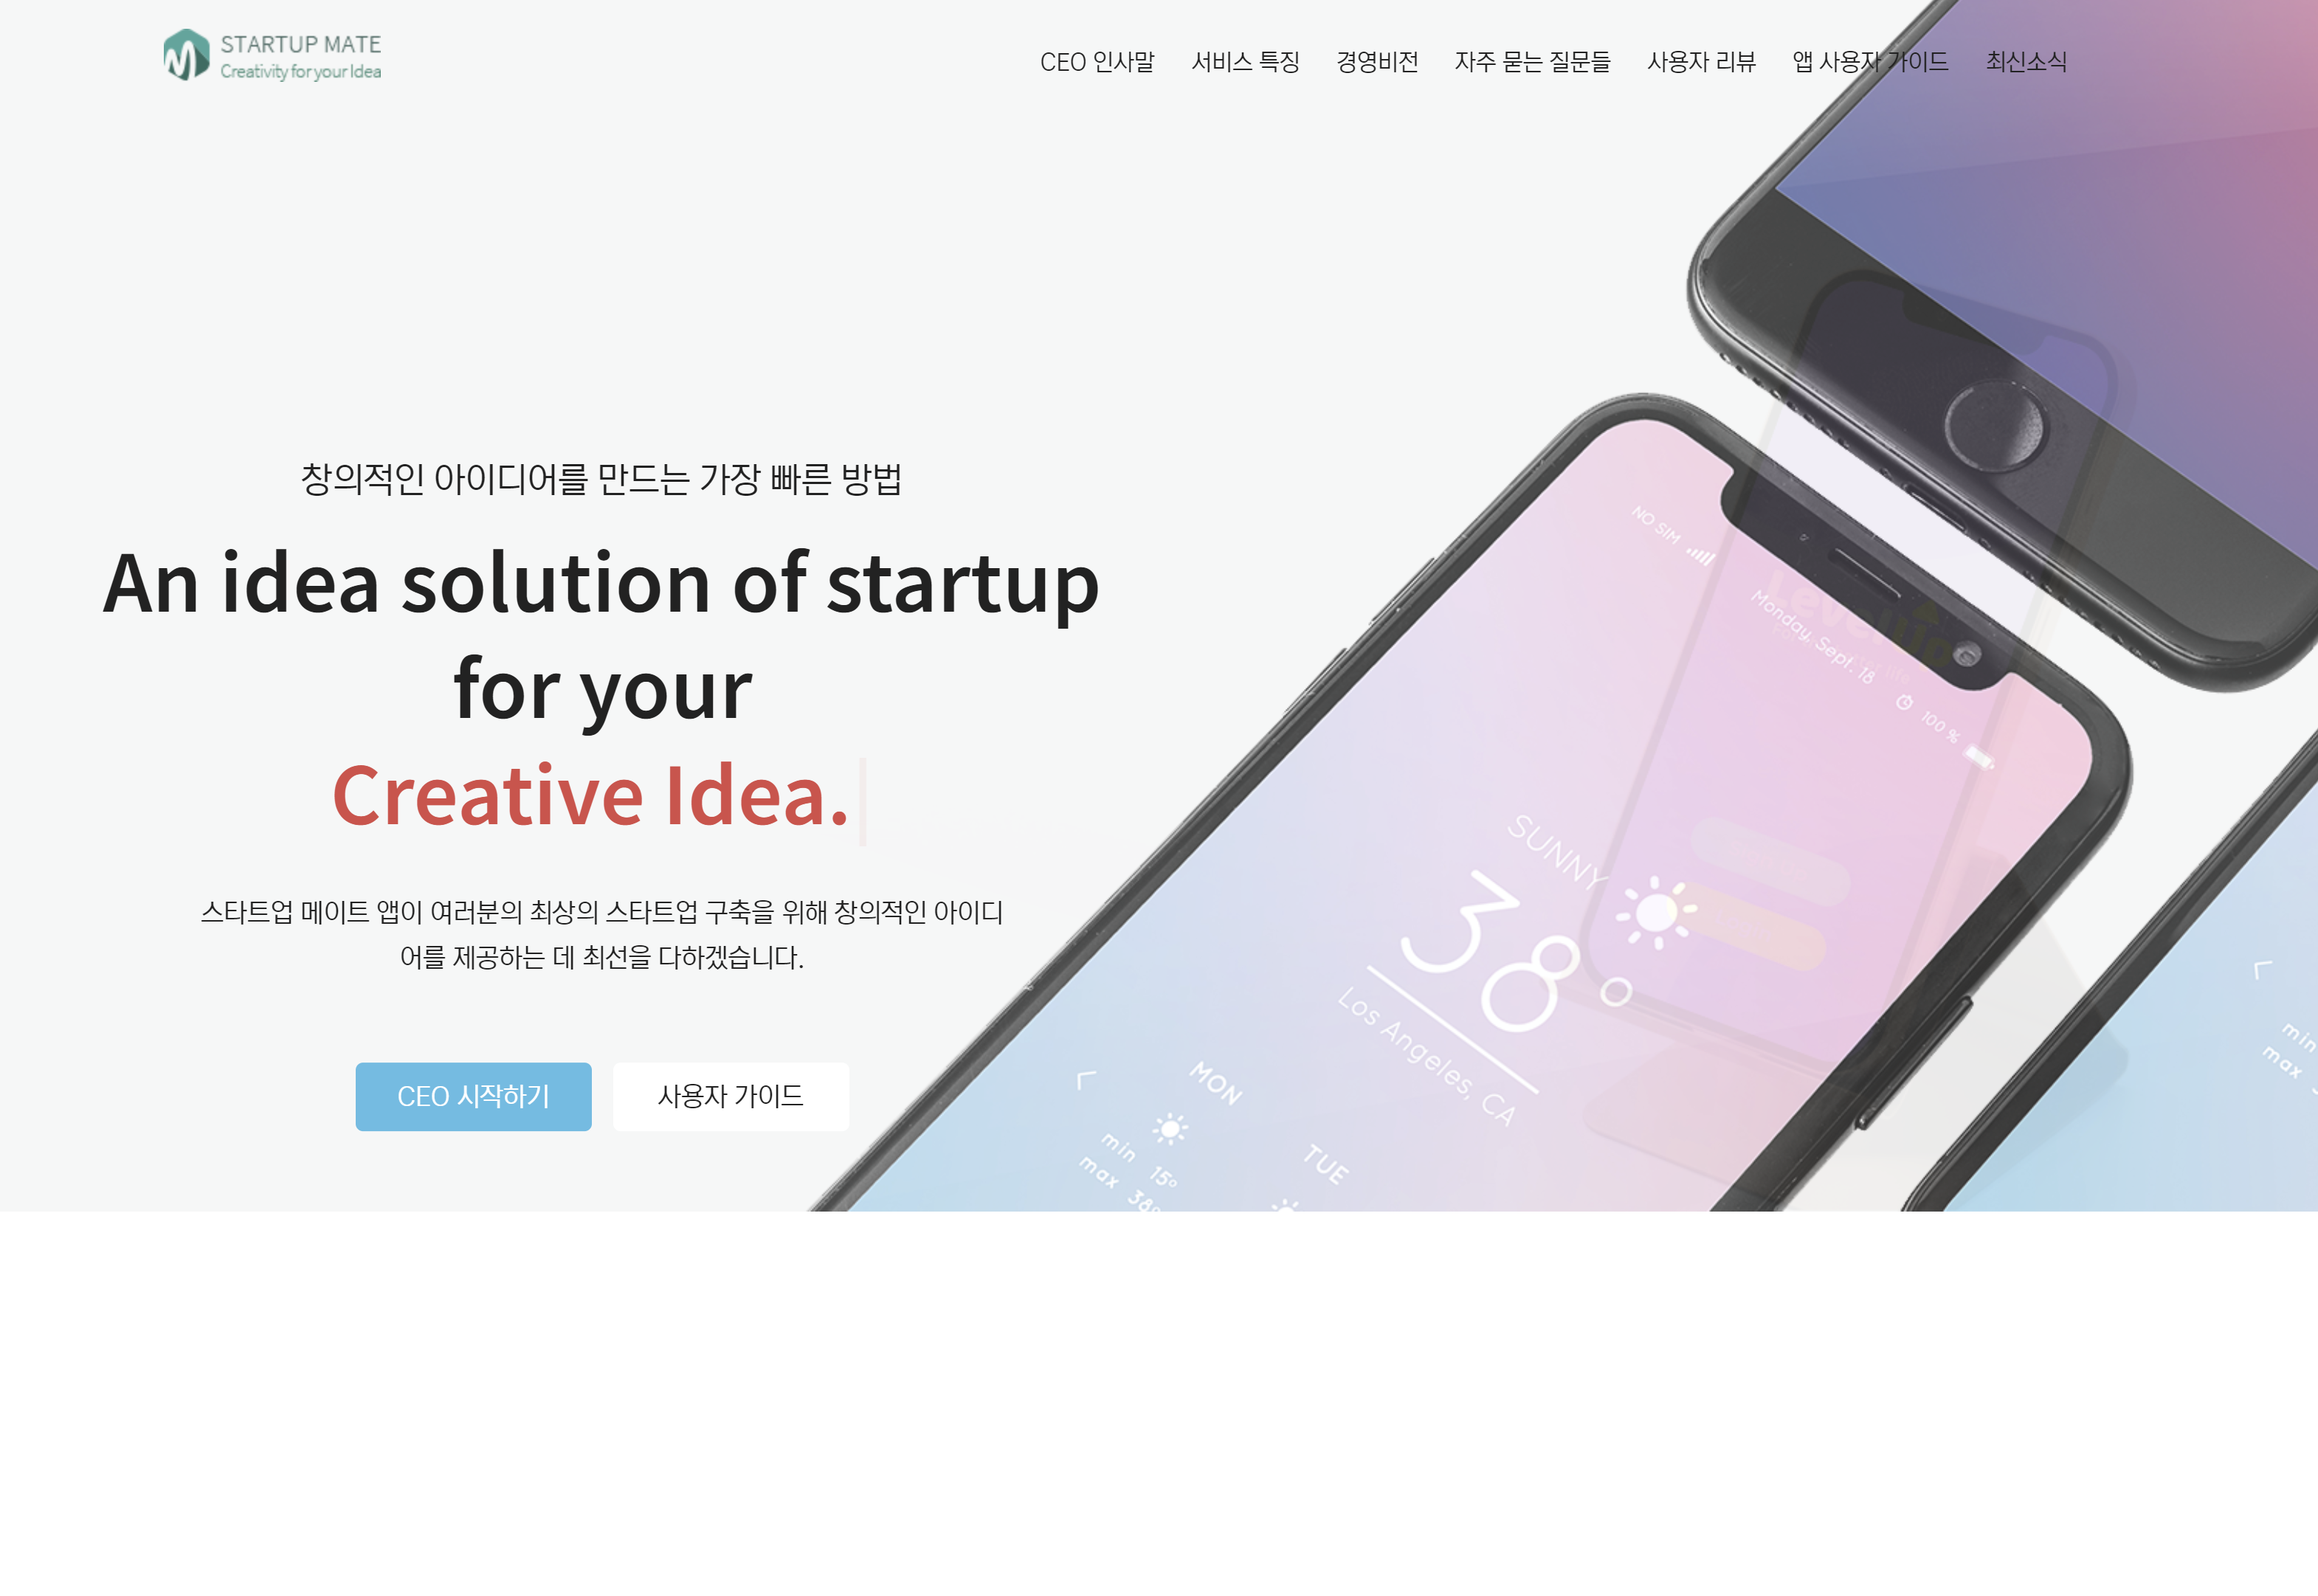 STARTUP MATE
Creativity for your Idea
CEO 인사말 서비스 특징 경영비전 자주 묻는 질문들 사용자 리뷰 앱 사용자 가이드 최신소식
창의적인 아이디어를 만드는 가장 빠른 방법
An idea solution of startup
for your
Creative Idea.
스타트업 메이트 앱이 여러분의 최상의 스타트업 구축을 위해 창의적인 아이디
어를 제공하는 데 최선을 다하겠습니다.
CEO 시작하기 사용자 가이드
NO SIM
Monday, Sept. 18
100 %
LevelUp
SUNNY
38°
Los Angeles, CA
MON
min 15°
max 38°
TUE
min
max